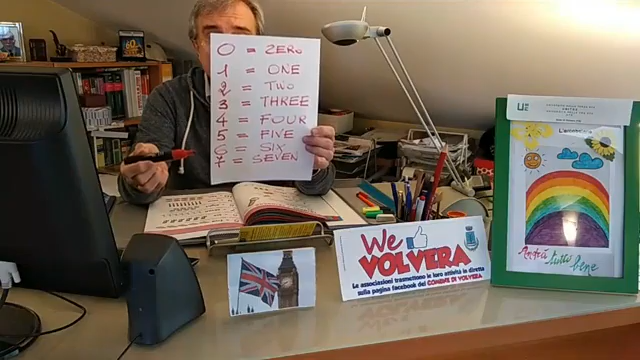 0 = ZERO
1 = ONE
2 = TWO
3 = THREE
4 = FOUR
5 = FIVE
6 = SIX
7 = SEVEN
We
VOLVERA
Le associazioni trasmettono le loro attività in diretta
sulla pagina facebook del COMUNE DI VOLVERA
Andrà tutto bene